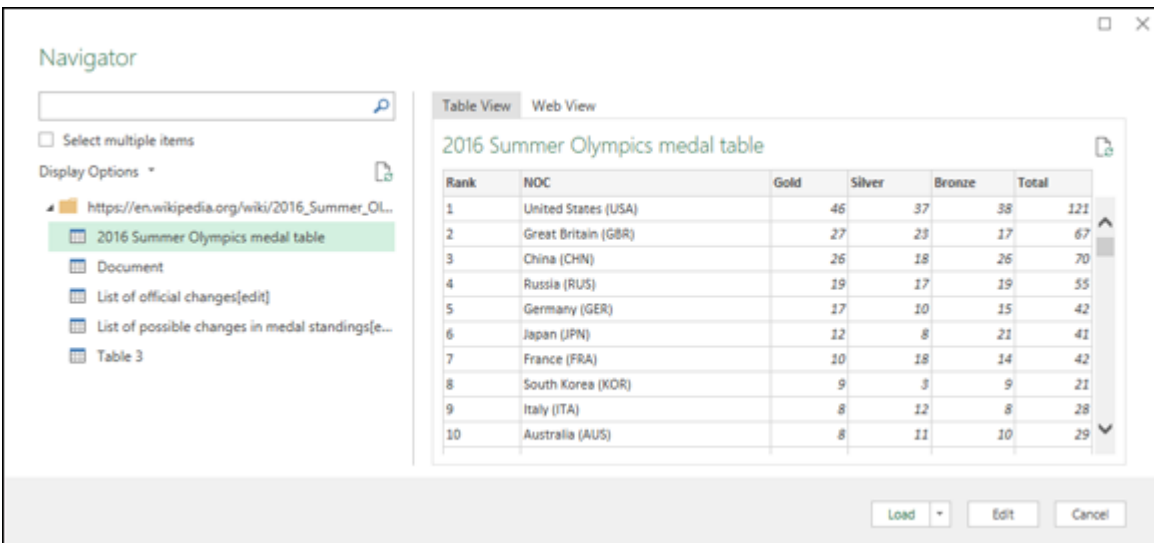 Navigator
Select multiple items
Display Options
https://en.wikipedia.org/wiki/2016_Summer_Ol...
2016 Summer Olympics medal table
Document
List of official changes[edit]
List of possible changes in medal standings[e...
Table 3
Table View Web View
2016 Summer Olympics medal table
Rank NOC Gold Silver Bronze Total
1 United States (USA) 46 37 38 121
2 Great Britain (GBR) 27 23 17 67
3 China (CHN) 26 18 26 70
4 Russia (RUS) 19 17 19 55
5 Germany (GER) 17 10 15 42
6 Japan (JPN) 12 8 21 41
7 France (FRA) 10 18 14 42
8 South Korea (KOR) 9 3 9 21
9 Italy (ITA) 8 12 8 28
10 Australia (AUS) 8 11 10 29
Load Edit Cancel